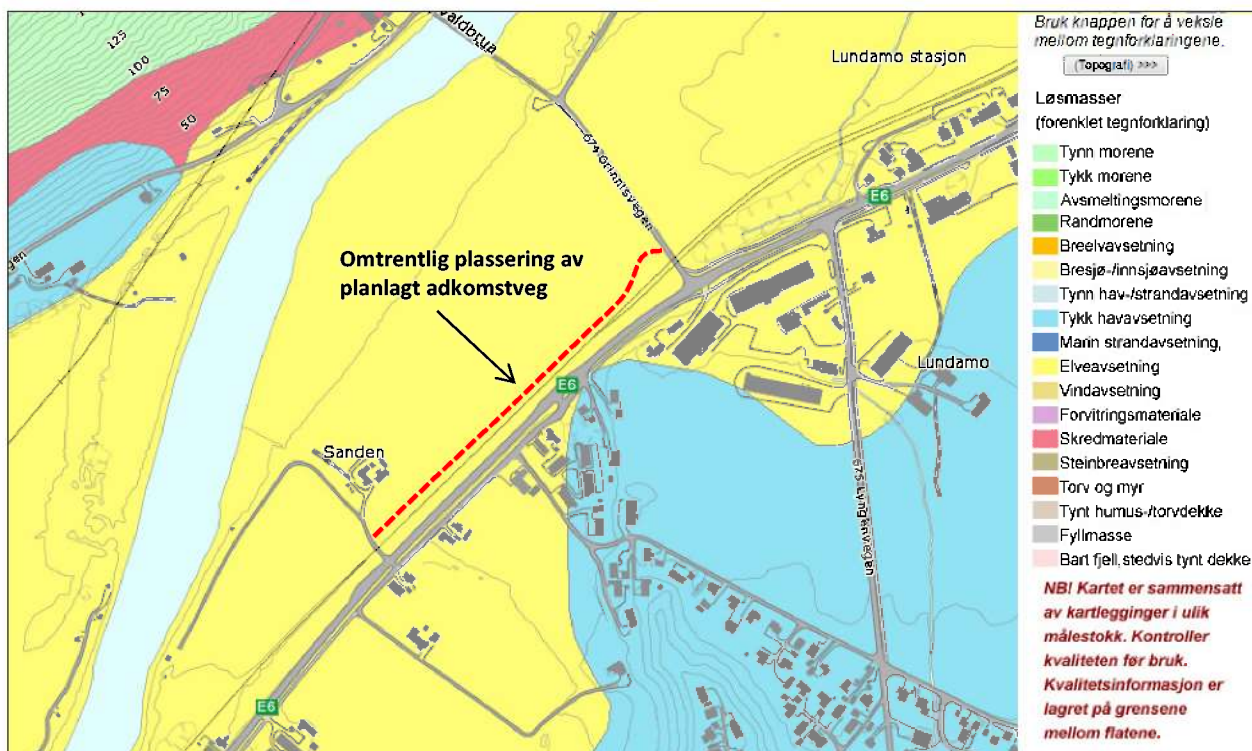 Bruk knappen for å veksle
mellom tegnforklaringene.
(Topografi) >>>
Løsmasser
(forenklet tegnforklaring)
Tynn morene
Tykk morene
Avsmeltingsmorene
Randmorene
Breelvavsetning
Bresjø-/innsjøavsetning
Tynn hav-/strandavsetning
Tykk havavsetning
Marin strandavsetning,
Elveavsetning
Vindavsetning
Forvitringsmateriale
Skredmateriale
Steinbreavsetning
Torv og myr
Tynt humus-/torvdekke
Fyllmasse
Bart fjell, stedvis tynt dekke
NB! Kartet er sammensatt
av kartlegginger i ulik
målestokk. Kontroller
kvaliteten før bruk.
Kvalitetsinformasjon er
lagret på grensene
mellom flatene.
125
100
75
50
valdbrua
Lundamo stasjon
674 Grinnisvegen
E6
Omtrentlig plassering av
planlagt adkomstveg
E6
Lundamo
Sanden
675 Lyngenvegen
E6